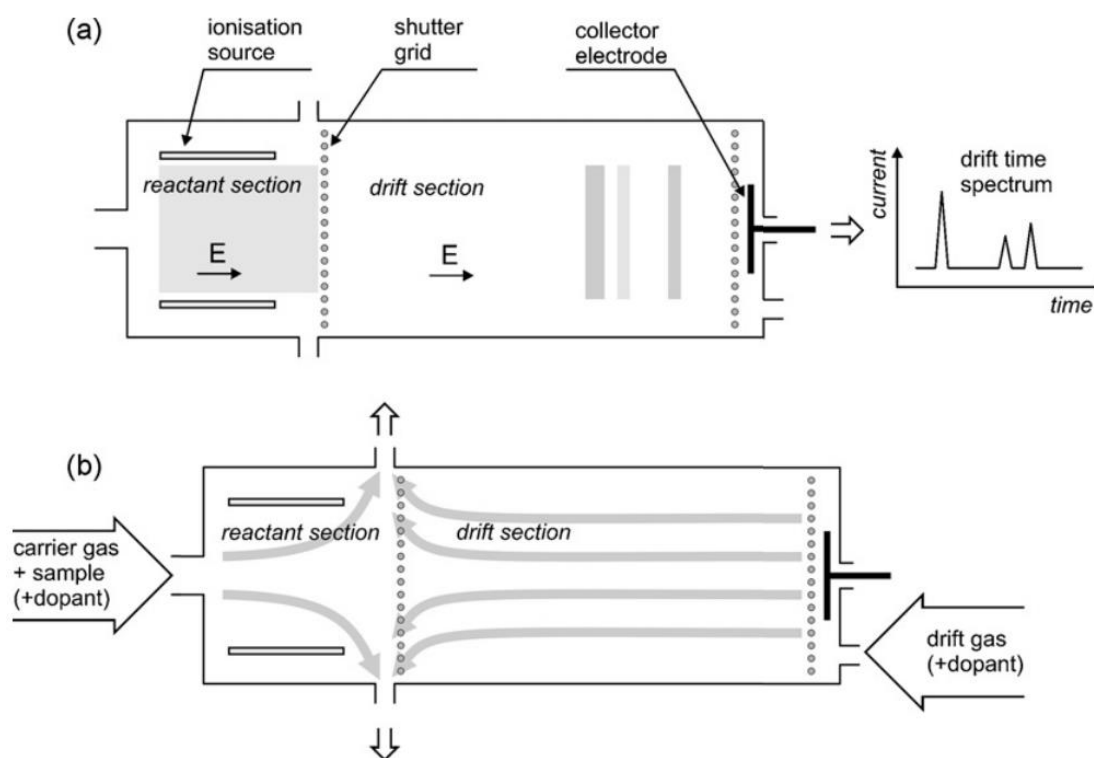 (a)
ionisation
source
shutter
grid
collector
electrode
reactant section
drift section
E
E
current
drift time
spectrum
time
(b)
reactant section
drift section
carrier gas
+ sample
(+dopant)
drift gas
(+dopant)